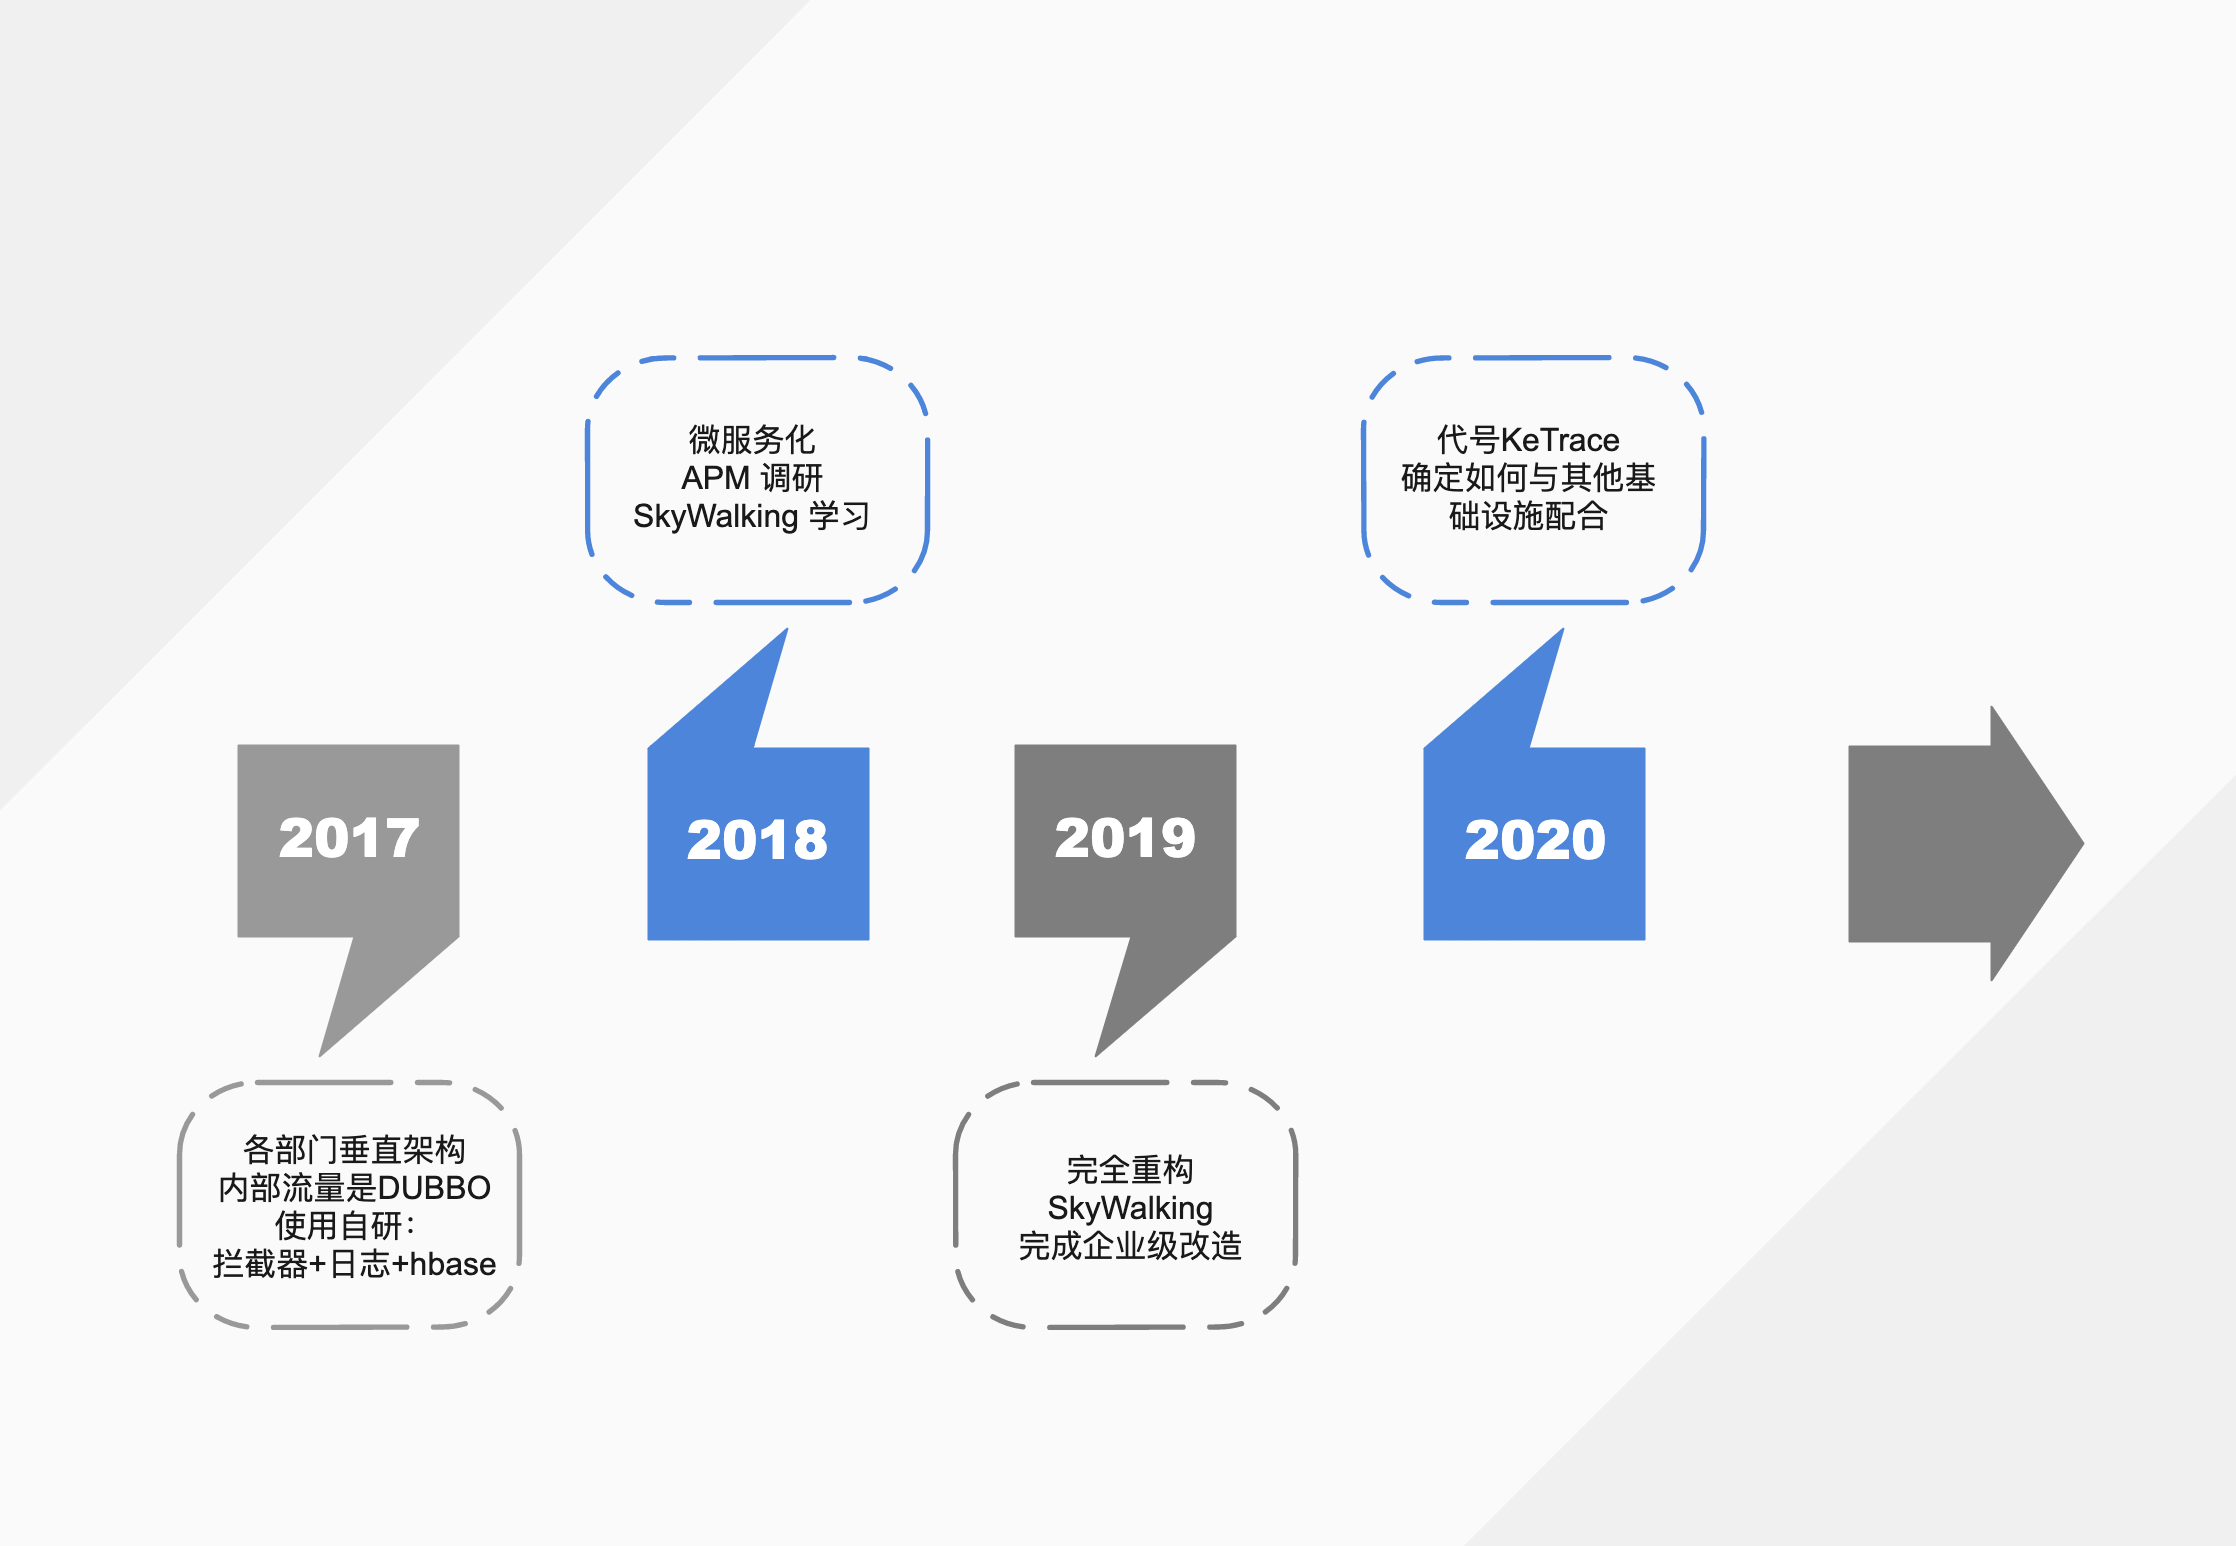 微服务化
APM 调研
SkyWalking 学习
代号KeTrace
确定如何与其他基
础设施配合
2017
2018
2019
2020
各部门垂直架构
内部流量是DUBBO
使用自研：
拦截器+日志+hbase
完全重构
SkyWalking
完成企业级改造